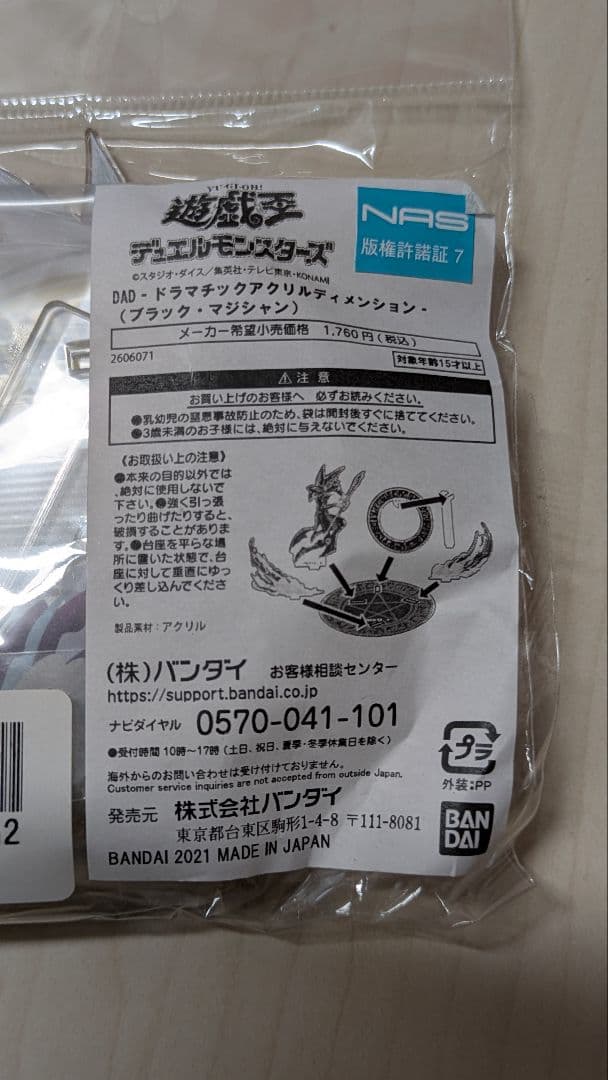 YU-GI-OH!
遊戯王
デュエルモンスターズ
©スタジオ・ダイス／集英社・テレビ東京・KONAMI
NAS
版権許諾証 7
DAD - ドラマチックアクリルディメンション -
（ブラック・マジシャン）
メーカー希望小売価格 1,760円（税込）
2606071
対象年齢15才以上
⚠注意
お買い上げのお客様へ 必ずお読みください。
●乳幼児の窒息事故防止のため、袋は開封後すぐに捨ててください。
●3歳未満のお子様には、絶対に与えないでください。
《お取扱い上の注意》
●本来の目的以外では
、絶対に使用しないで
下さい。●強く引っ張
ったり曲げたりすると、
破損することがありま
す。●台座を平らな場
所に置いた状態で、台
座に対して垂直にゆっ
くり差し込んでくださ
い。
製品素材：アクリル
(株)バンダイ お客様相談センター
https://support.bandai.co.jp
ナビダイヤル 0570-041-101
●受付時間 10時〜17時（土日、祝日、夏季・冬季休業日を除く）
海外からのお問い合わせは受け付けておりません。
Customer service inquiries are not accepted from outside Japan.
プラ
外装:PP
発売元 株式会社バンダイ
東京都台東区駒形1-4-8 〒111-8081
BANDAI 2021 MADE IN JAPAN
BAN
DAI
2